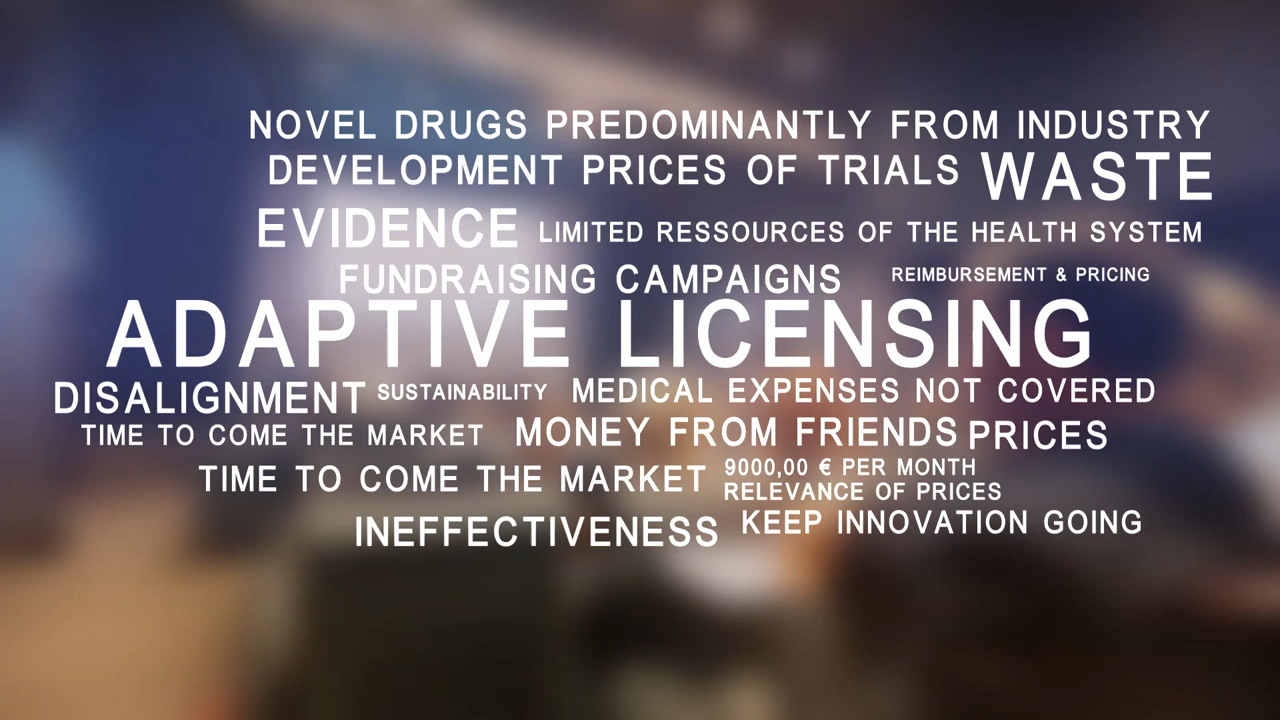 NOVEL DRUGS PREDOMINANTLY FROM INDUSTRY
DEVELOPMENT PRICES OF TRIALS WASTE
EVIDENCE LIMITED RESSOURCES OF THE HEALTH SYSTEM
FUNDRAISING CAMPAIGNS REIMBURSEMENT & PRICING
ADAPTIVE LICENSING
DISALIGNMENT SUSTAINABILITY MEDICAL EXPENSES NOT COVERED
TIME TO COME THE MARKET MONEY FROM FRIENDS PRICES
TIME TO COME THE MARKET 9000,00 € PER MONTH
RELEVANCE OF PRICES
INEFFECTIVENESS KEEP INNOVATION GOING